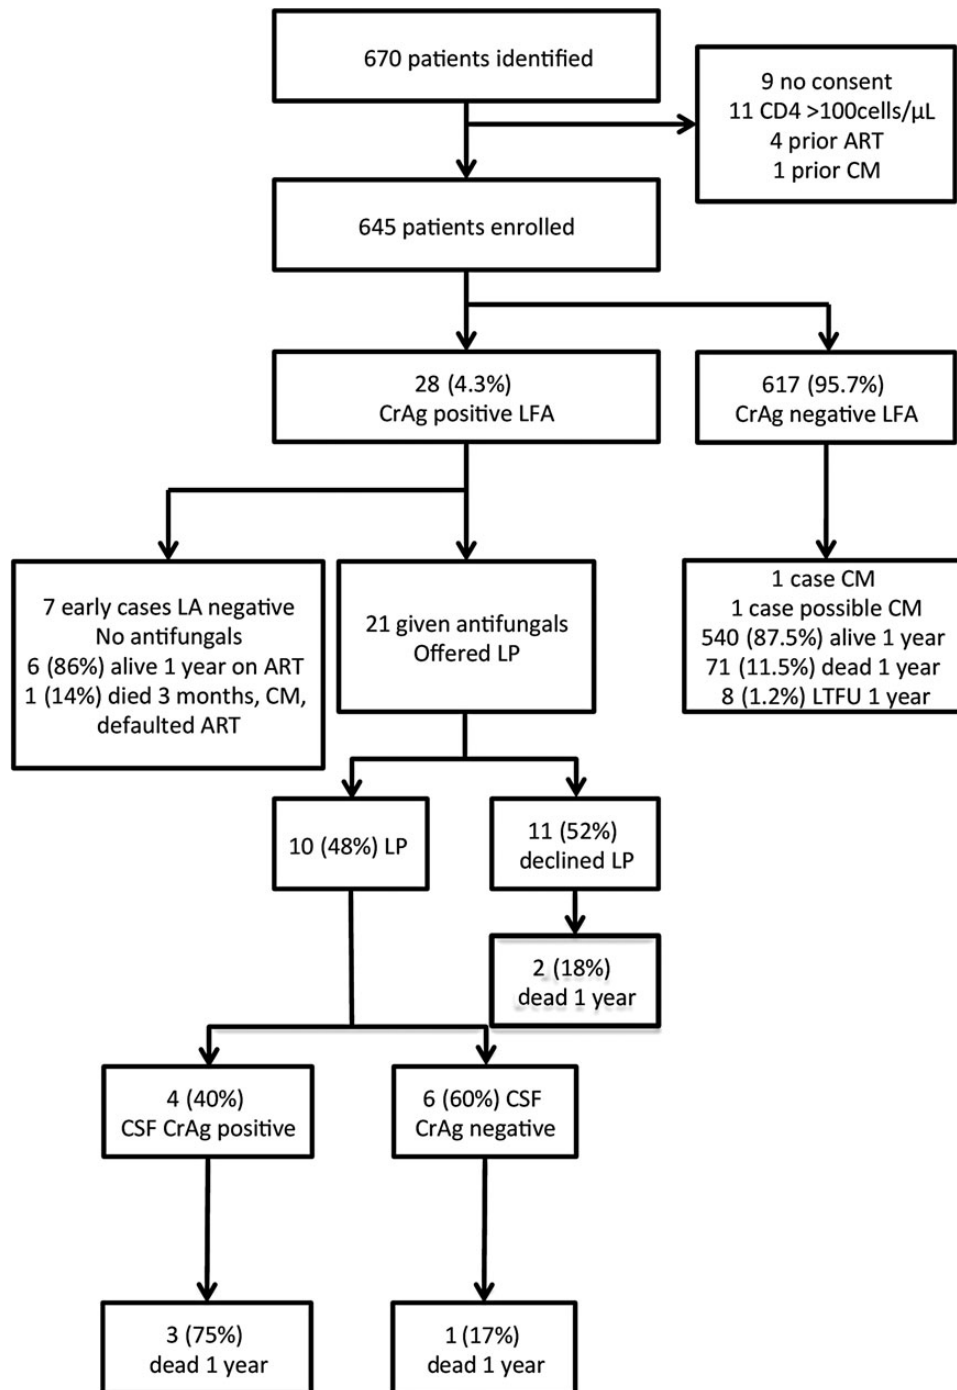 670 patients identified
9 no consent
11 CD4 >100cells/µL
4 prior ART
1 prior CM
645 patients enrolled
28 (4.3%)
CrAg positive LFA
617 (95.7%)
CrAg negative LFA
7 early cases LA negative
No antifungals
6 (86%) alive 1 year on ART
1 (14%) died 3 months, CM,
defaulted ART
21 given antifungals
Offered LP
1 case CM
1 case possible CM
540 (87.5%) alive 1 year
71 (11.5%) dead 1 year
8 (1.2%) LTFU 1 year
10 (48%) LP
11 (52%)
declined LP
2 (18%)
dead 1 year
4 (40%)
CSF CrAg positive
6 (60%) CSF
CrAg negative
3 (75%)
dead 1 year
1 (17%)
dead 1 year